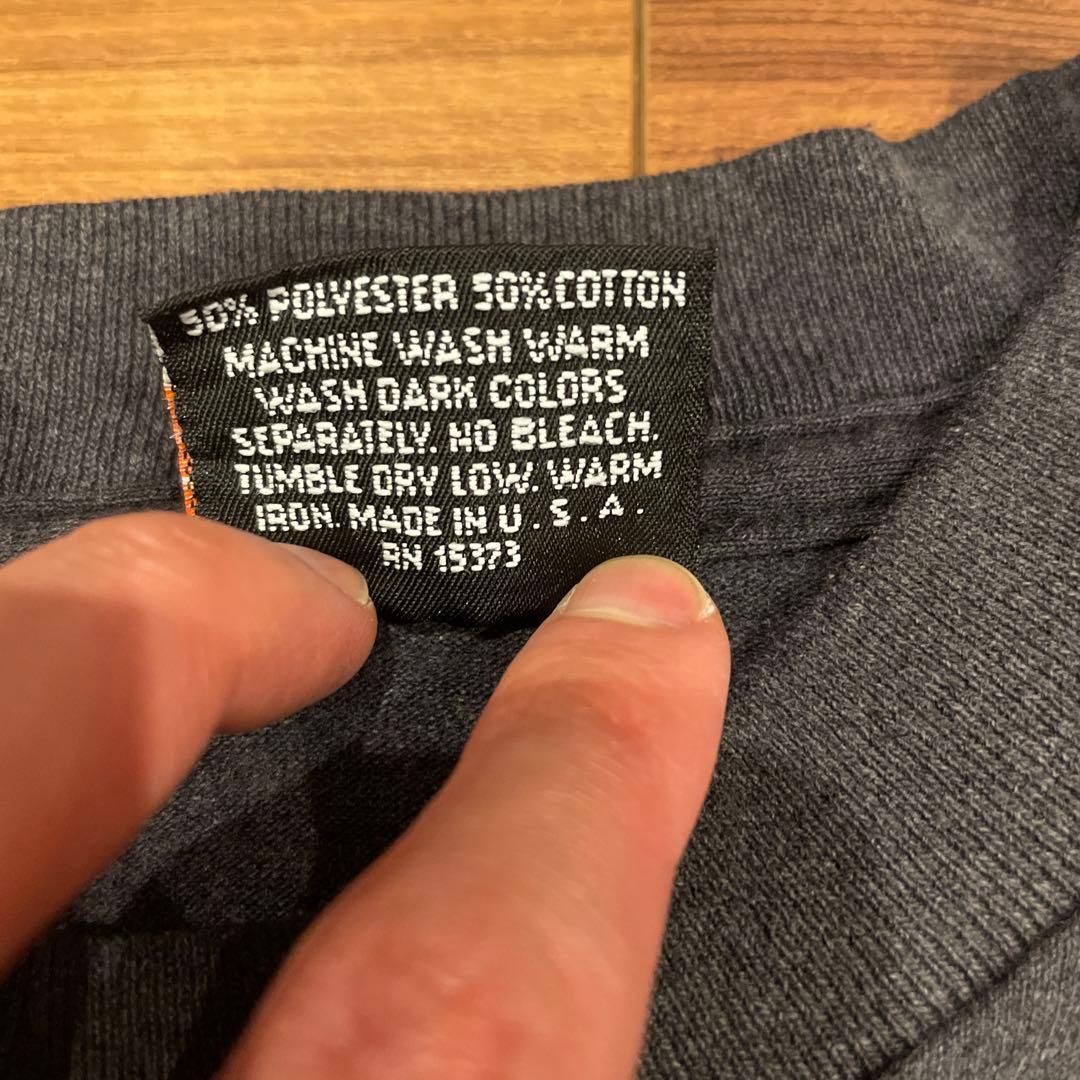 50% POLYESTER 50% COTTON
MACHINE WASH WARM
WASH DARK COLORS
SEPARATELY. NO BLEACH.
TUMBLE DRY LOW. WARM
IRON. MADE IN U.S.A.
RN 15373